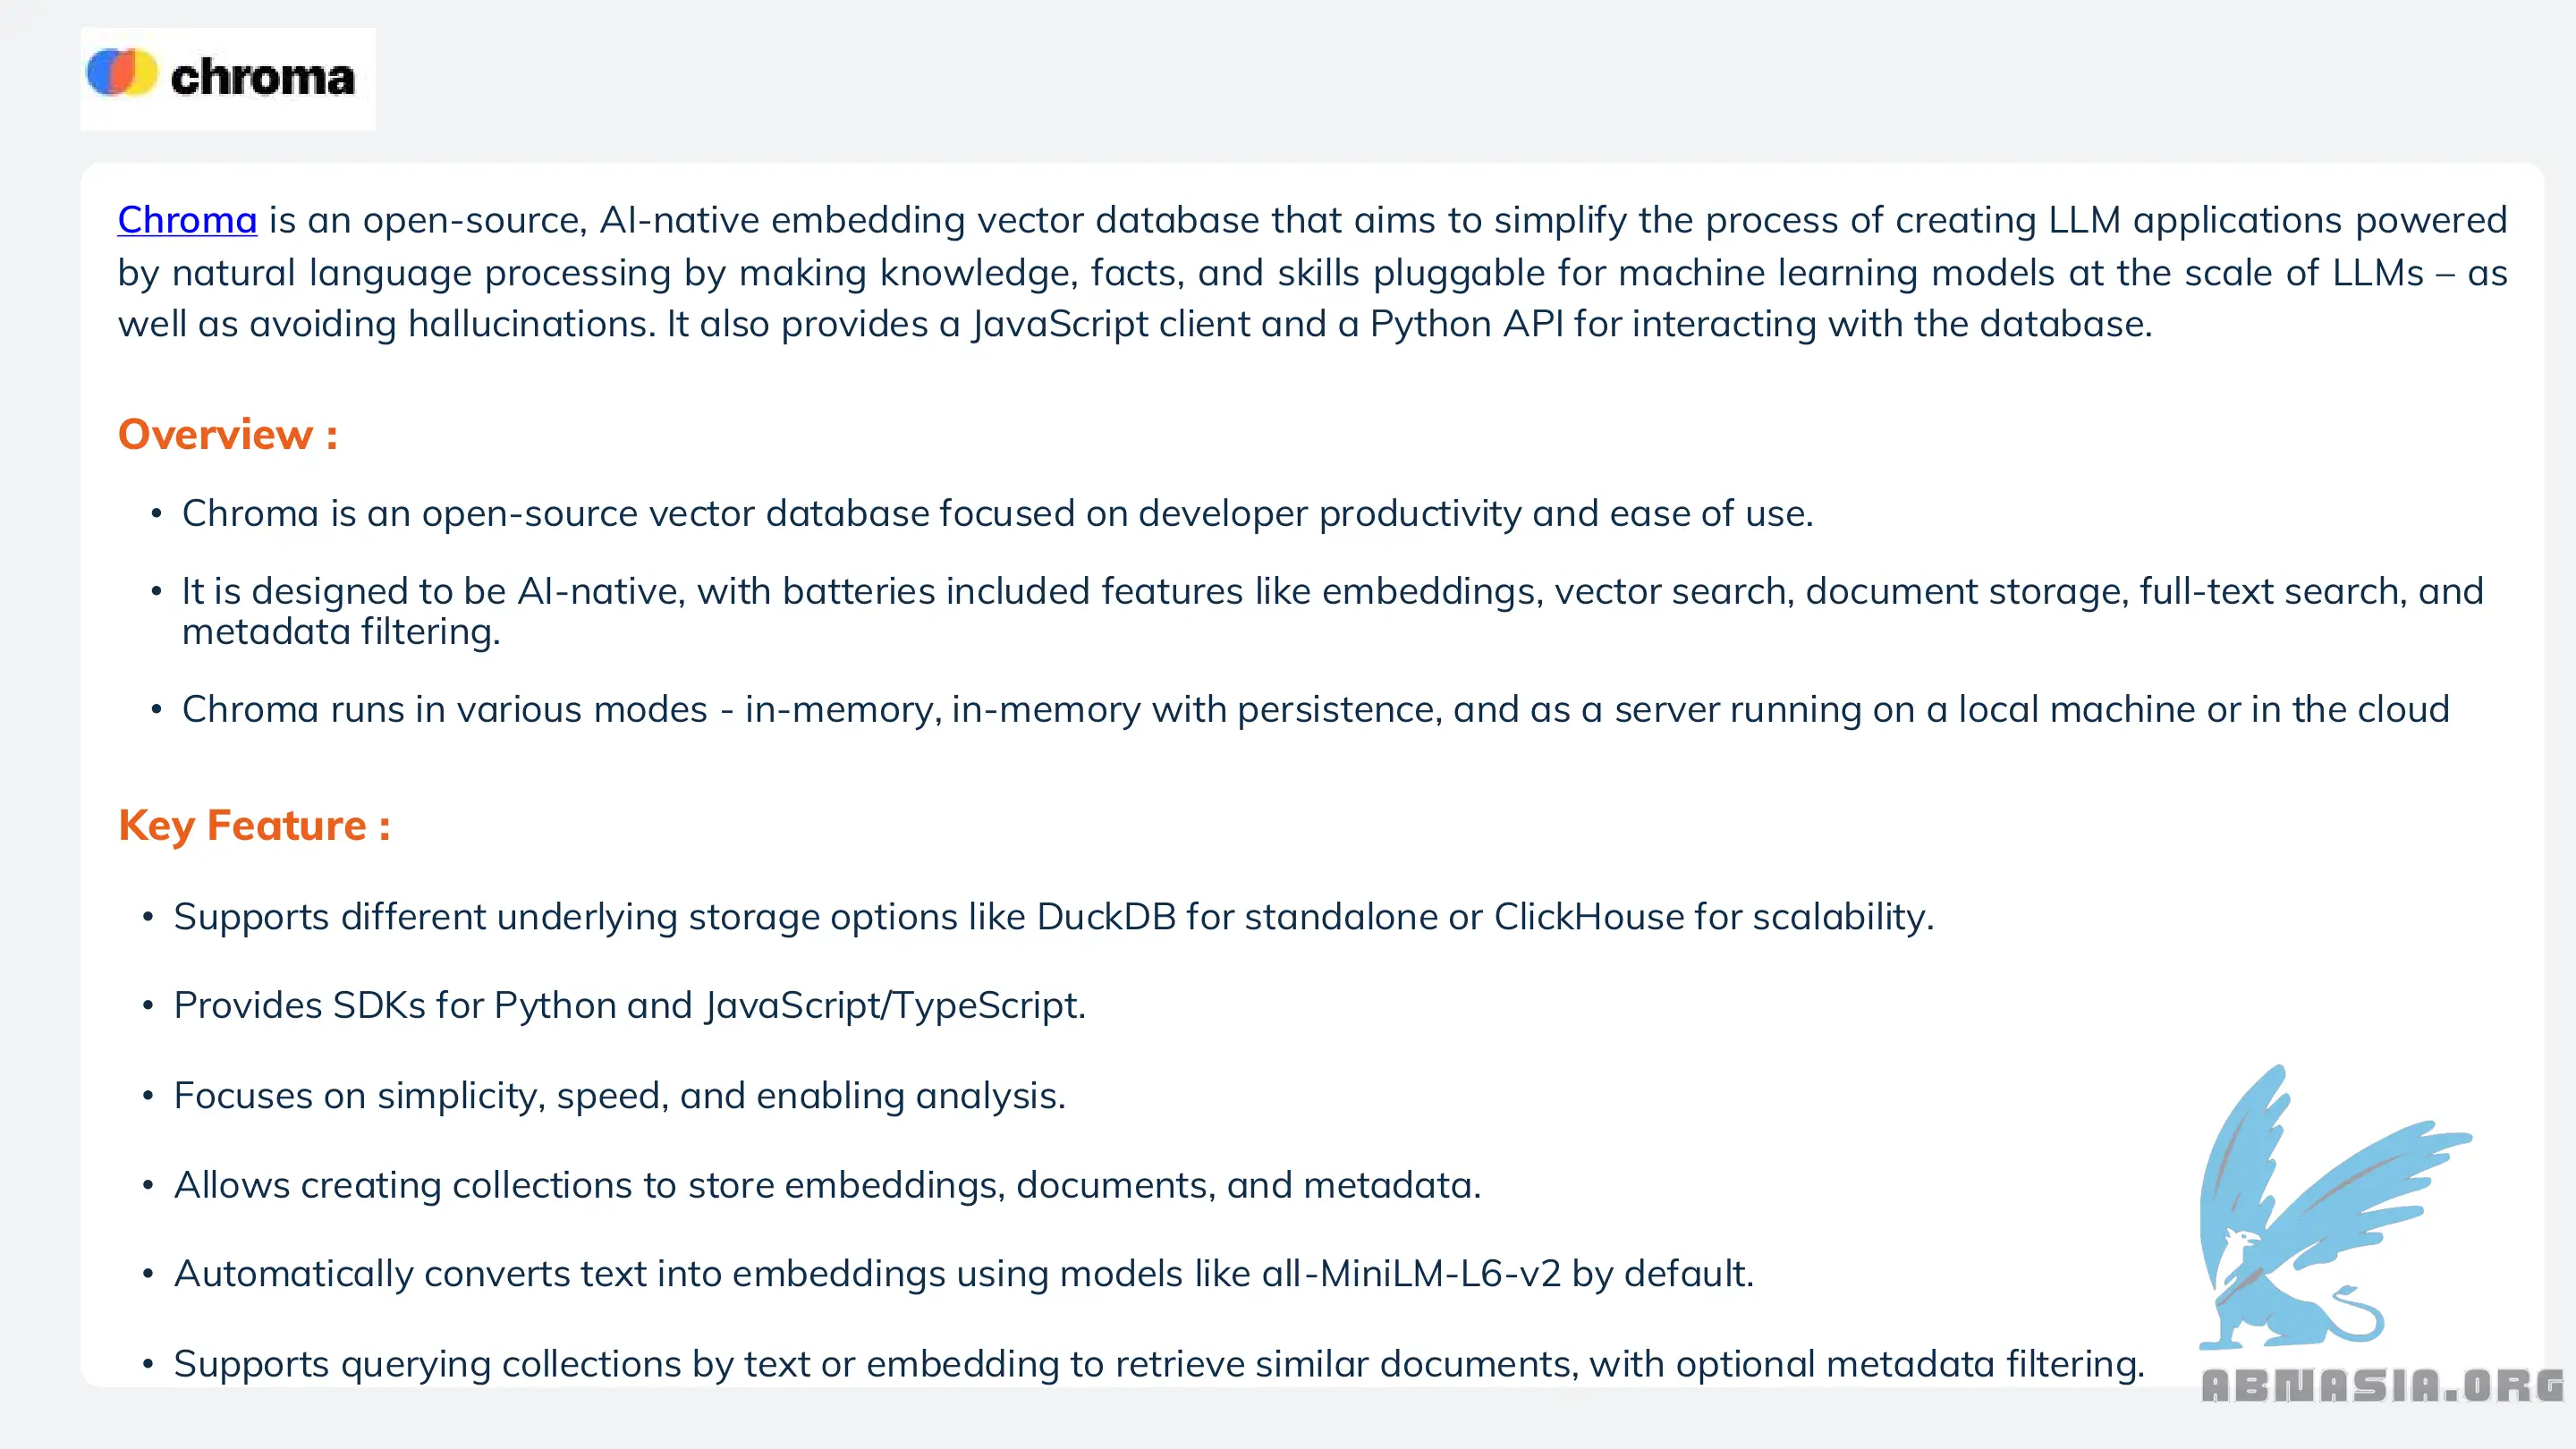 chroma
Chroma is an open-source, AI-native embedding vector database that aims to simplify the process of creating LLM applications powered
by natural language processing by making knowledge, facts, and skills pluggable for machine learning models at the scale of LLMs – as
well as avoiding hallucinations. It also provides a JavaScript client and a Python API for interacting with the database.
Overview :
• Chroma is an open-source vector database focused on developer productivity and ease of use.
• It is designed to be AI-native, with batteries included features like embeddings, vector search, document storage, full-text search, and
metadata filtering.
• Chroma runs in various modes - in-memory, in-memory with persistence, and as a server running on a local machine or in the cloud
Key Feature :
• Supports different underlying storage options like DuckDB for standalone or ClickHouse for scalability.
• Provides SDKs for Python and JavaScript/TypeScript.
• Focuses on simplicity, speed, and enabling analysis.
• Allows creating collections to store embeddings, documents, and metadata.
• Automatically converts text into embeddings using models like all-MiniLM-L6-v2 by default.
• Supports querying collections by text or embedding to retrieve similar documents, with optional metadata filtering.
ABNASIA.ORG